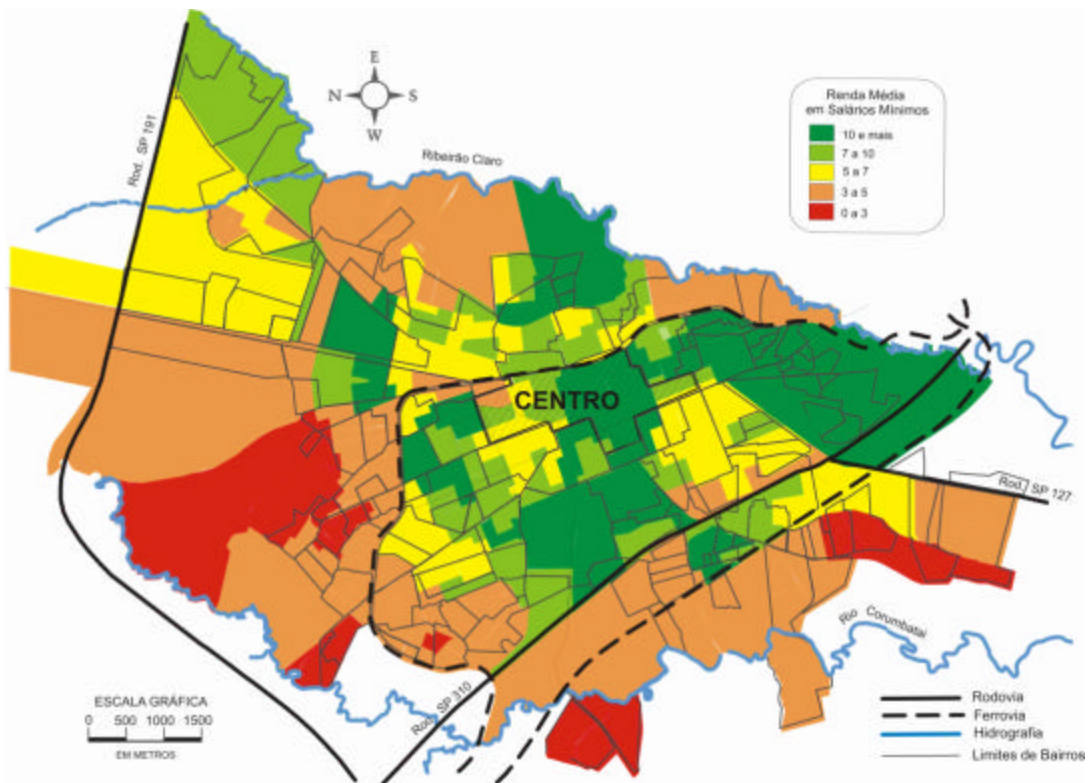 E
N
S
W
Renda Média
em Salários Mínimos
10 e mais
7 a 10
5 a 7
3 a 5
0 a 3
Rod. SP 191
Ribeirão Claro
CENTRO
Rod. SP 127
Rio Corumbataí
Rod. SP 310
ESCALA GRÁFICA
0 500 1000 1500
EM METROS
Rodovia
Ferrovia
Hidrografia
Limites de Bairros